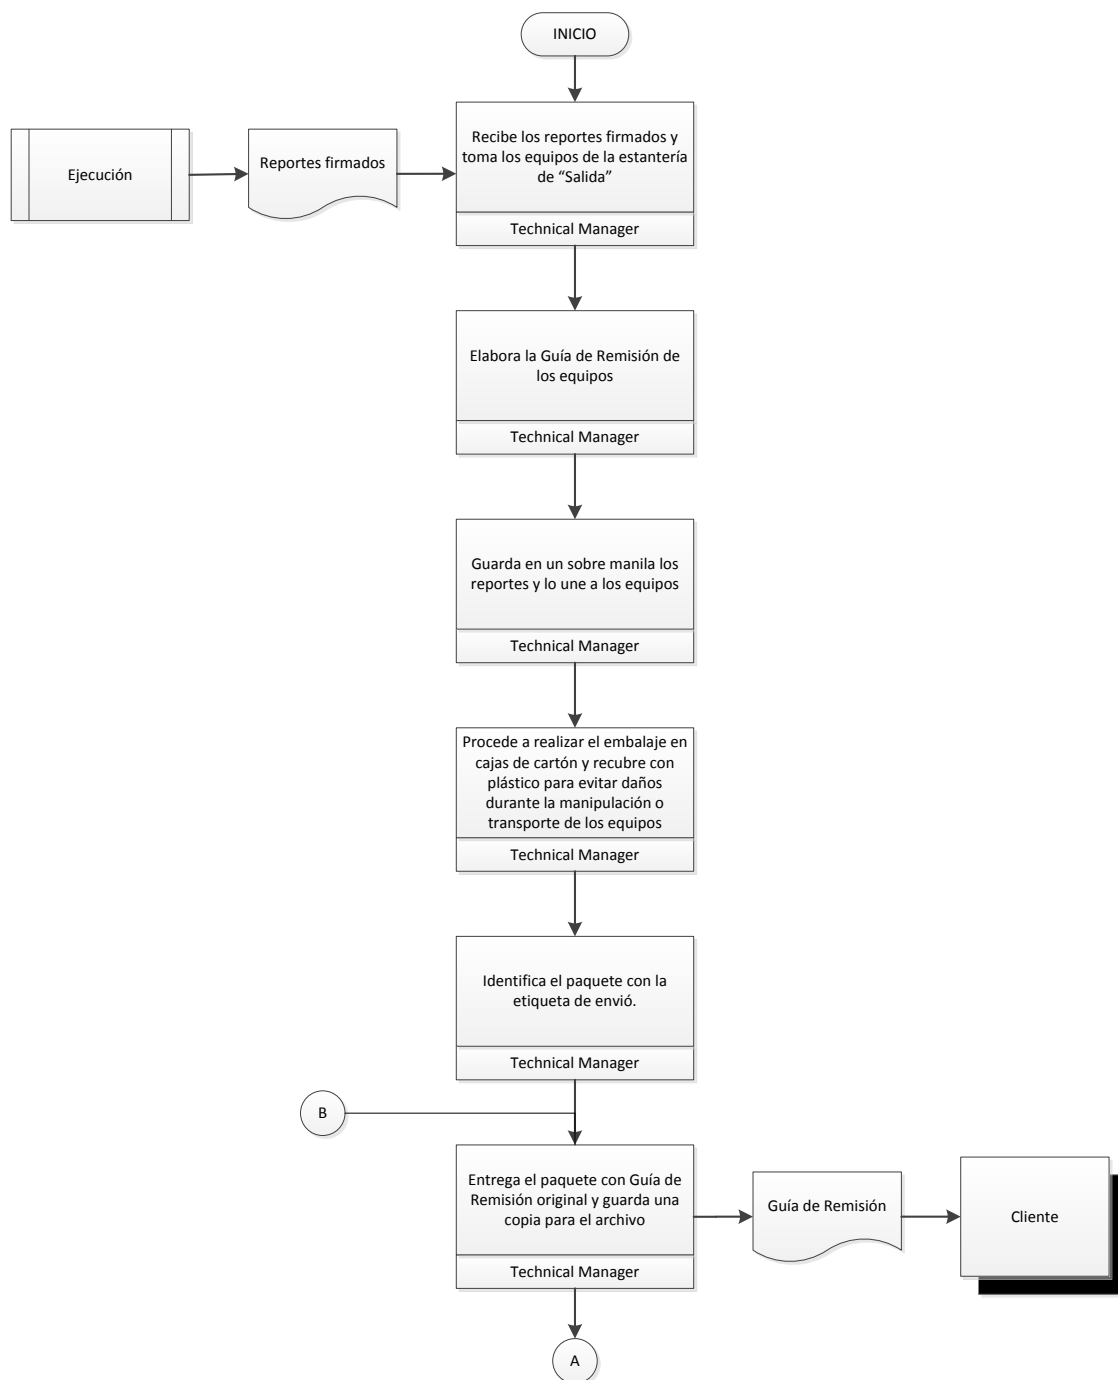 INICIO
Ejecución
Reportes firmados
Recibe los reportes firmados y
toma los equipos de la estantería
de “Salida”
Technical Manager
Elabora la Guía de Remisión de
los equipos
Technical Manager
Guarda en un sobre manila los
reportes y lo une a los equipos
Technical Manager
Procede a realizar el embalaje en
cajas de cartón y recubre con
plástico para evitar daños
durante la manipulación o
transporte de los equipos
Technical Manager
Identifica el paquete con la
etiqueta de envió.
Technical Manager
B
Entrega el paquete con Guía de
Remisión original y guarda una
copia para el archivo
Technical Manager
Guía de Remisión
Cliente
A